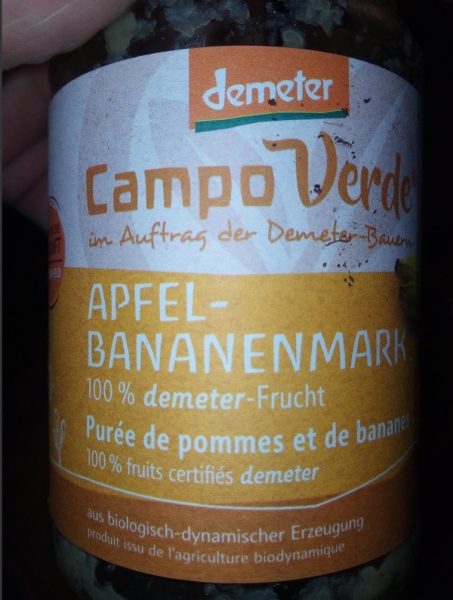 demeter
Campo Verde
im Auftrag der Demeter-Bauern
APFEL-
BANANENMARK
100 % demeter-Frucht
Purée de pommes et de bananes
100 % fruits certifiés demeter
aus biologisch-dynamischer Erzeugung
produit issu de l'agriculture biodynamique